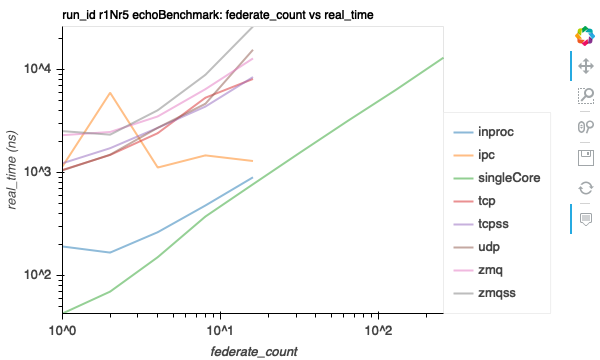 run_id r1Nr5 echoBenchmark: federate_count vs real_time
real_time (ns)
10^4
10^3
10^2
10^0
10^1
10^2
federate_count
inproc
ipc
singleCore
tcp
tcpss
udp
zmq
zmqss